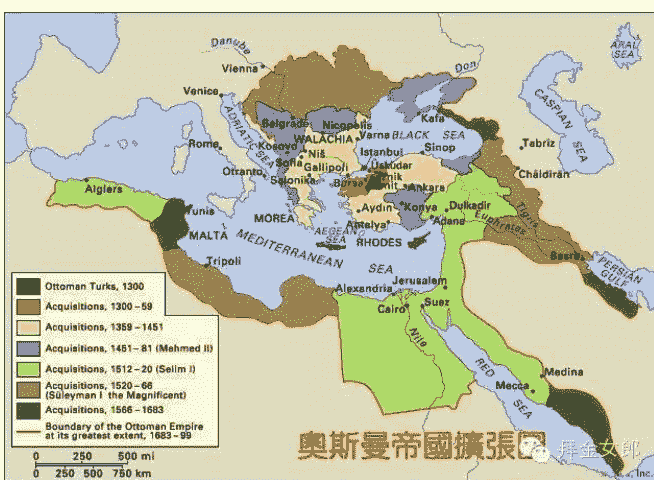 Danube
Vienna
Don
ARAL
SEA
Venice
CASPIAN SEA
ADRIATIC SEA
Belgrade
Nicopolis
Kafa
WALACHIA
Varna
BLACK SEA
Rome
Kosovo
Niš
Istanbul
Sinop
Tabriz
Sofia
Otranto
Gallipoli
Üsküdar
Chāldirān
Salonika
Bursa
Iznik
Ankara
Algiers
Konya
Dulkadir
Tunis
MOREA
Aydin
Adana
Tigris
Euphrates
MALTA
AEGEAN
SEA
Antalya
RHODES
MEDITERRANEAN SEA
Basra
PERSIAN
GULF
Tripoli
Jerusalem
Alexandria
Cairo
Suez
Nile
RED SEA
Medina
Mecca
Ottoman Turks, 1300
Acquisitions, 1300-59
Acquisitions, 1359-1451
Acquisitions, 1451-81 (Mehmed II)
Acquisitions, 1512-20 (Selim I)
Acquisitions, 1520-66
(Süleyman I the Magnificent)
Acquisitions, 1566-1683
Boundary of the Ottoman Empire
at its greatest extent, 1683-99
0 250 500 mi
0 250 500 750 km
奧斯曼帝國擴張圖
拜金女郎
Inc.